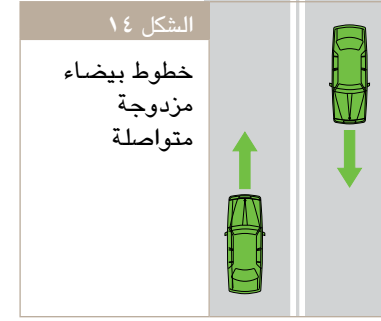 الشكل ١٤
خطوط بيضاء
مزدوجة
متواصلة